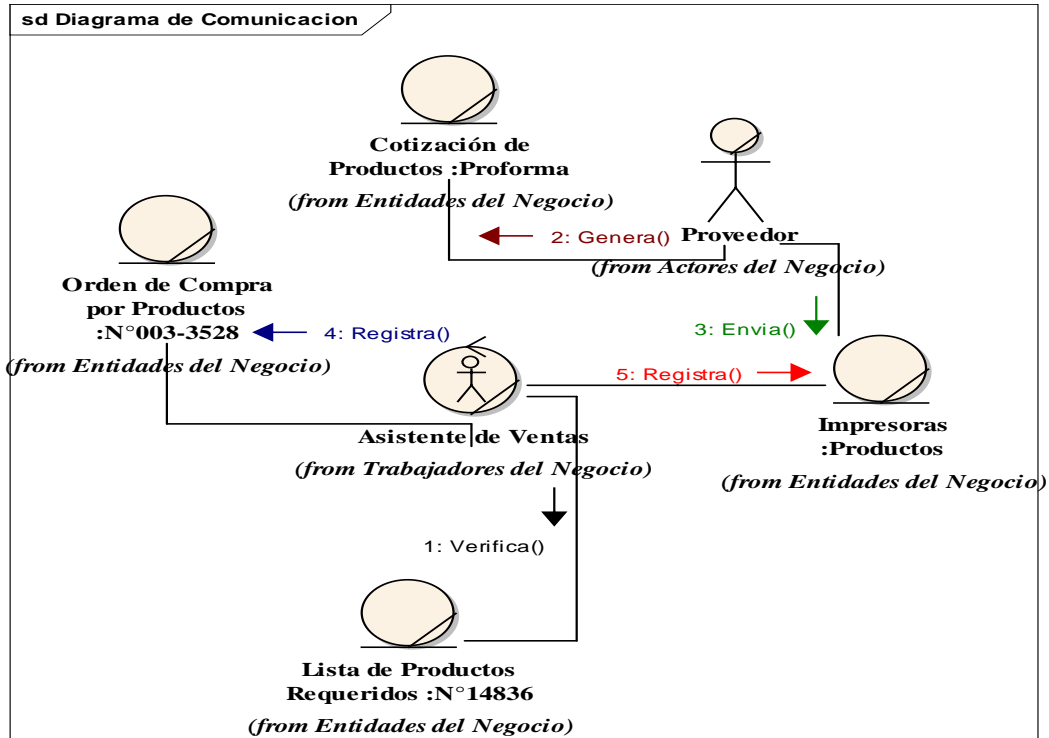 sd Diagrama de Comunicacion
Cotización de
Productos :Proforma
(from Entidades del Negocio)
2: Genera()
Proveedor
(from Actores del Negocio)
Orden de Compra
por Productos
:N°003-3528
(from Entidades del Negocio)
4: Registra()
3: Envia()
5: Registra()
Asistente de Ventas
(from Trabajadores del Negocio)
Impresoras
:Productos
(from Entidades del Negocio)
1: Verifica()
Lista de Productos
Requeridos :N°14836
(from Entidades del Negocio)